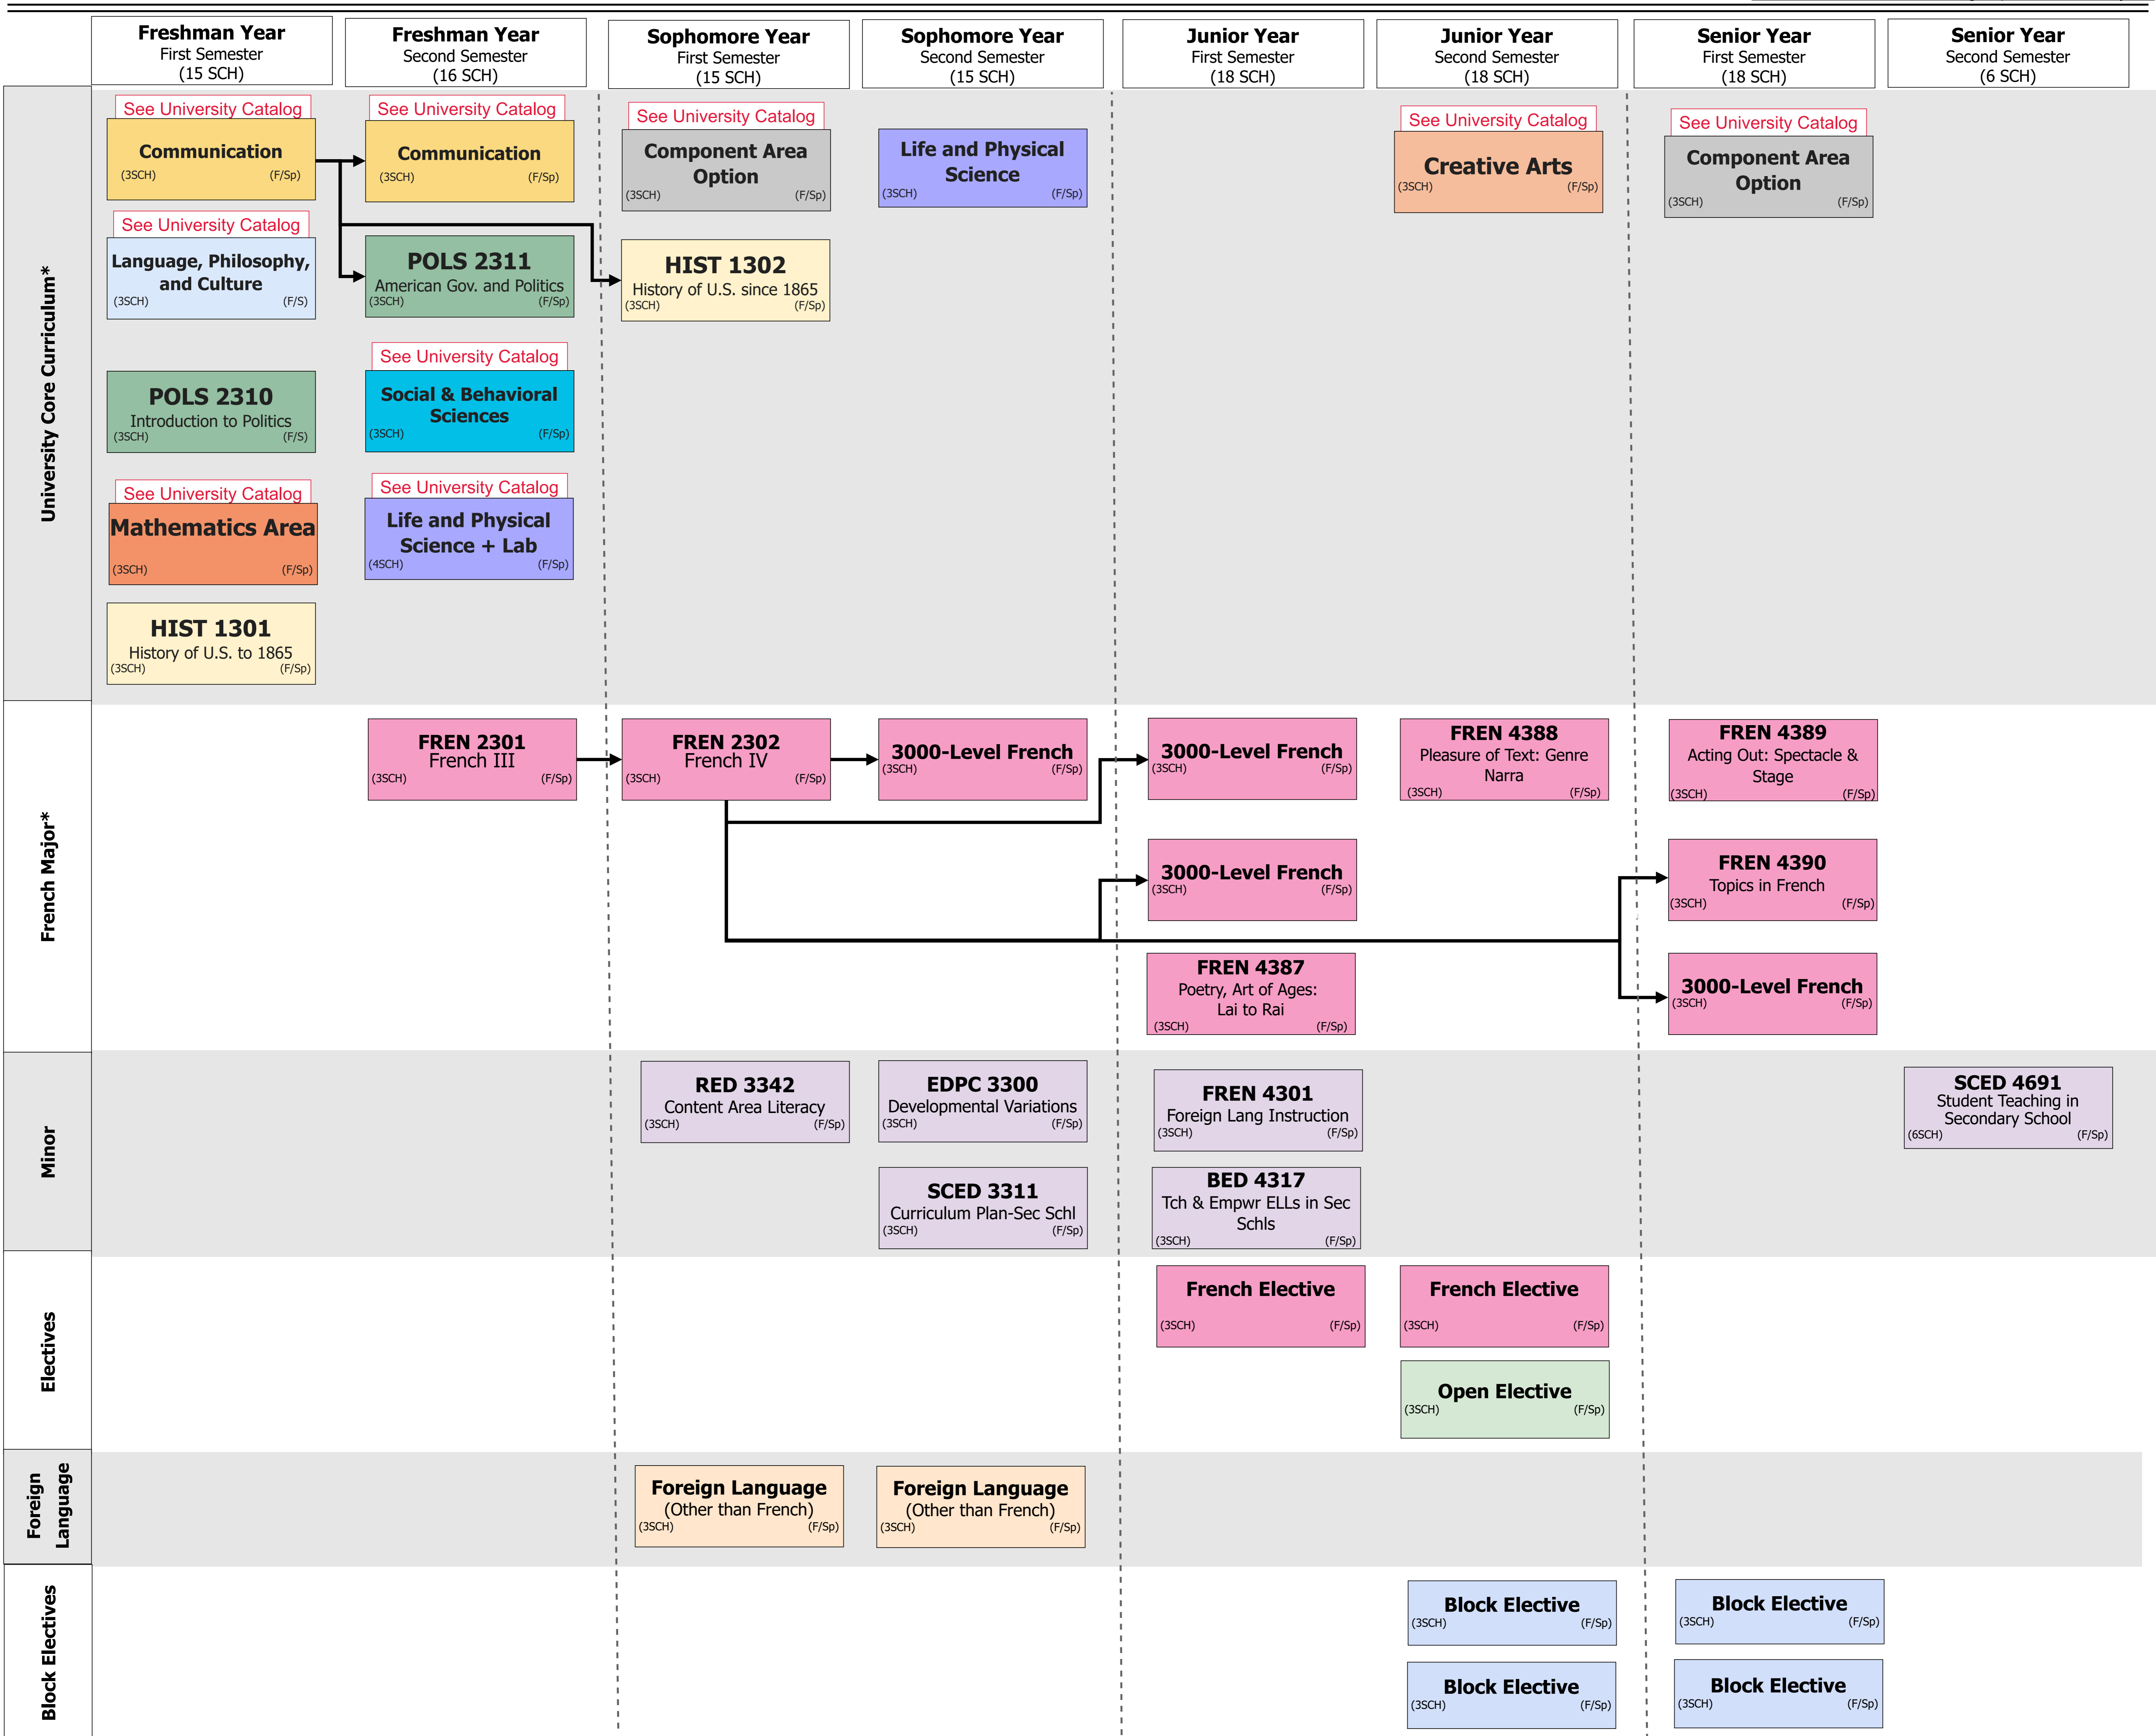 Freshman Year
First Semester
(15 SCH)
Freshman Year
Second Semester
(16 SCH)
Sophomore Year
First Semester
(15 SCH)
Sophomore Year
Second Semester
(15 SCH)
Junior Year
First Semester
(18 SCH)
Junior Year
Second Semester
(18 SCH)
Senior Year
First Semester
(18 SCH)
Senior Year
Second Semester
(6 SCH)
University Core Curriculum*
See University Catalog
Communication
(3SCH) (F/Sp)
See University Catalog
Communication
(3SCH) (F/Sp)
See University Catalog
Component Area
Option
(3SCH) (F/Sp)
Life and Physical
Science
(3SCH) (F/Sp)
See University Catalog
Creative Arts
(3SCH) (F/Sp)
See University Catalog
Component Area
Option
(3SCH) (F/Sp)
See University Catalog
Language, Philosophy,
and Culture
(3SCH) (F/S)
POLS 2311
American Gov. and Politics
(3SCH) (F/Sp)
HIST 1302
History of U.S. since 1865
(3SCH) (F/Sp)
POLS 2310
Introduction to Politics
(3SCH) (F/S)
See University Catalog
Social & Behavioral
Sciences
(3SCH) (F/Sp)
See University Catalog
Mathematics Area
(3SCH) (F/Sp)
See University Catalog
Life and Physical
Science + Lab
(4SCH) (F/Sp)
HIST 1301
History of U.S. to 1865
(3SCH) (F/Sp)
French Major*
FREN 2301
French III
(3SCH) (F/Sp)
FREN 2302
French IV
(3SCH) (F/Sp)
3000-Level French
(3SCH) (F/Sp)
3000-Level French
(3SCH) (F/Sp)
FREN 4388
Pleasure of Text: Genre
Narra
(3SCH) (F/Sp)
FREN 4389
Acting Out: Spectacle &
Stage
(3SCH) (F/Sp)
3000-Level French
(3SCH) (F/Sp)
FREN 4390
Topics in French
(3SCH) (F/Sp)
FREN 4387
Poetry, Art of Ages:
Lai to Rai
(3SCH) (F/Sp)
3000-Level French
(3SCH) (F/Sp)
Minor
RED 3342
Content Area Literacy
(3SCH) (F/Sp)
EDPC 3300
Developmental Variations
(3SCH) (F/Sp)
FREN 4301
Foreign Lang Instruction
(3SCH) (F/Sp)
SCED 4691
Student Teaching in
Secondary School
(6SCH) (F/Sp)
SCED 3311
Curriculum Plan-Sec Schl
(3SCH) (F/Sp)
BED 4317
Tch & Empwr ELLs in Sec
Schls
(3SCH) (F/Sp)
Electives
French Elective
(3SCH) (F/Sp)
French Elective
(3SCH) (F/Sp)
Open Elective
(3SCH) (F/Sp)
Foreign
Language
Foreign Language
(Other than French)
(3SCH) (F/Sp)
Foreign Language
(Other than French)
(3SCH) (F/Sp)
Block Electives
Block Elective
(3SCH) (F/Sp)
Block Elective
(3SCH) (F/Sp)
Block Elective
(3SCH) (F/Sp)
Block Elective
(3SCH) (F/Sp)